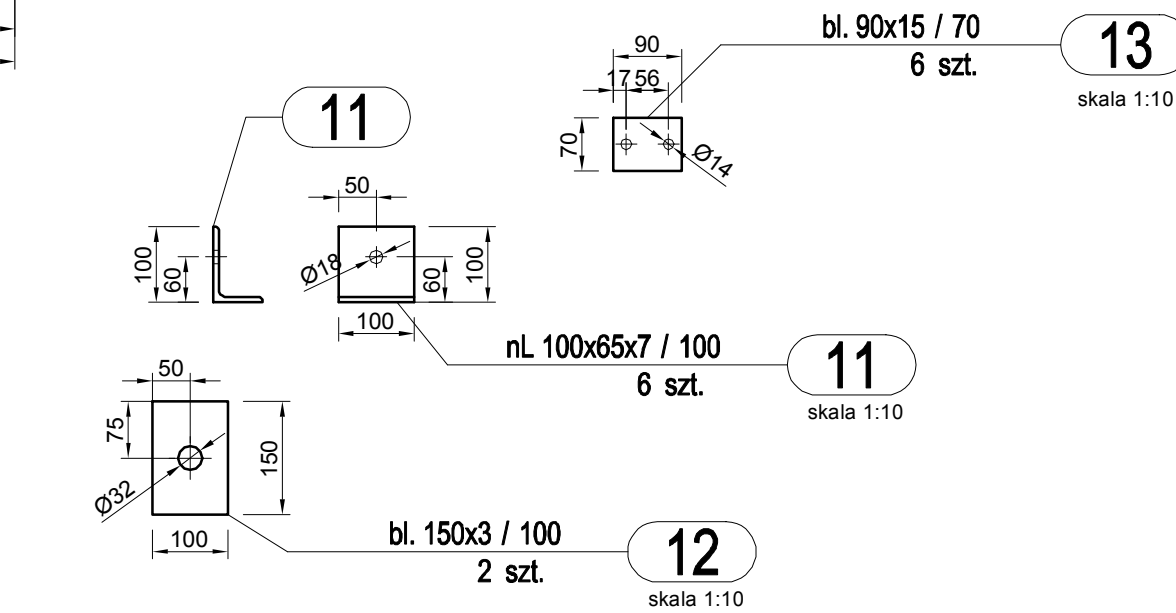 bl. 90x15 / 70
6 szt.
13
skala 1:10
90
17 56
70
Ø14
11
100
60
50
Ø18
60
100
100
nL 100x65x7 / 100
6 szt.
11
skala 1:10
50
75
Ø32
150
100
bl. 150x3 / 100
2 szt.
12
skala 1:10